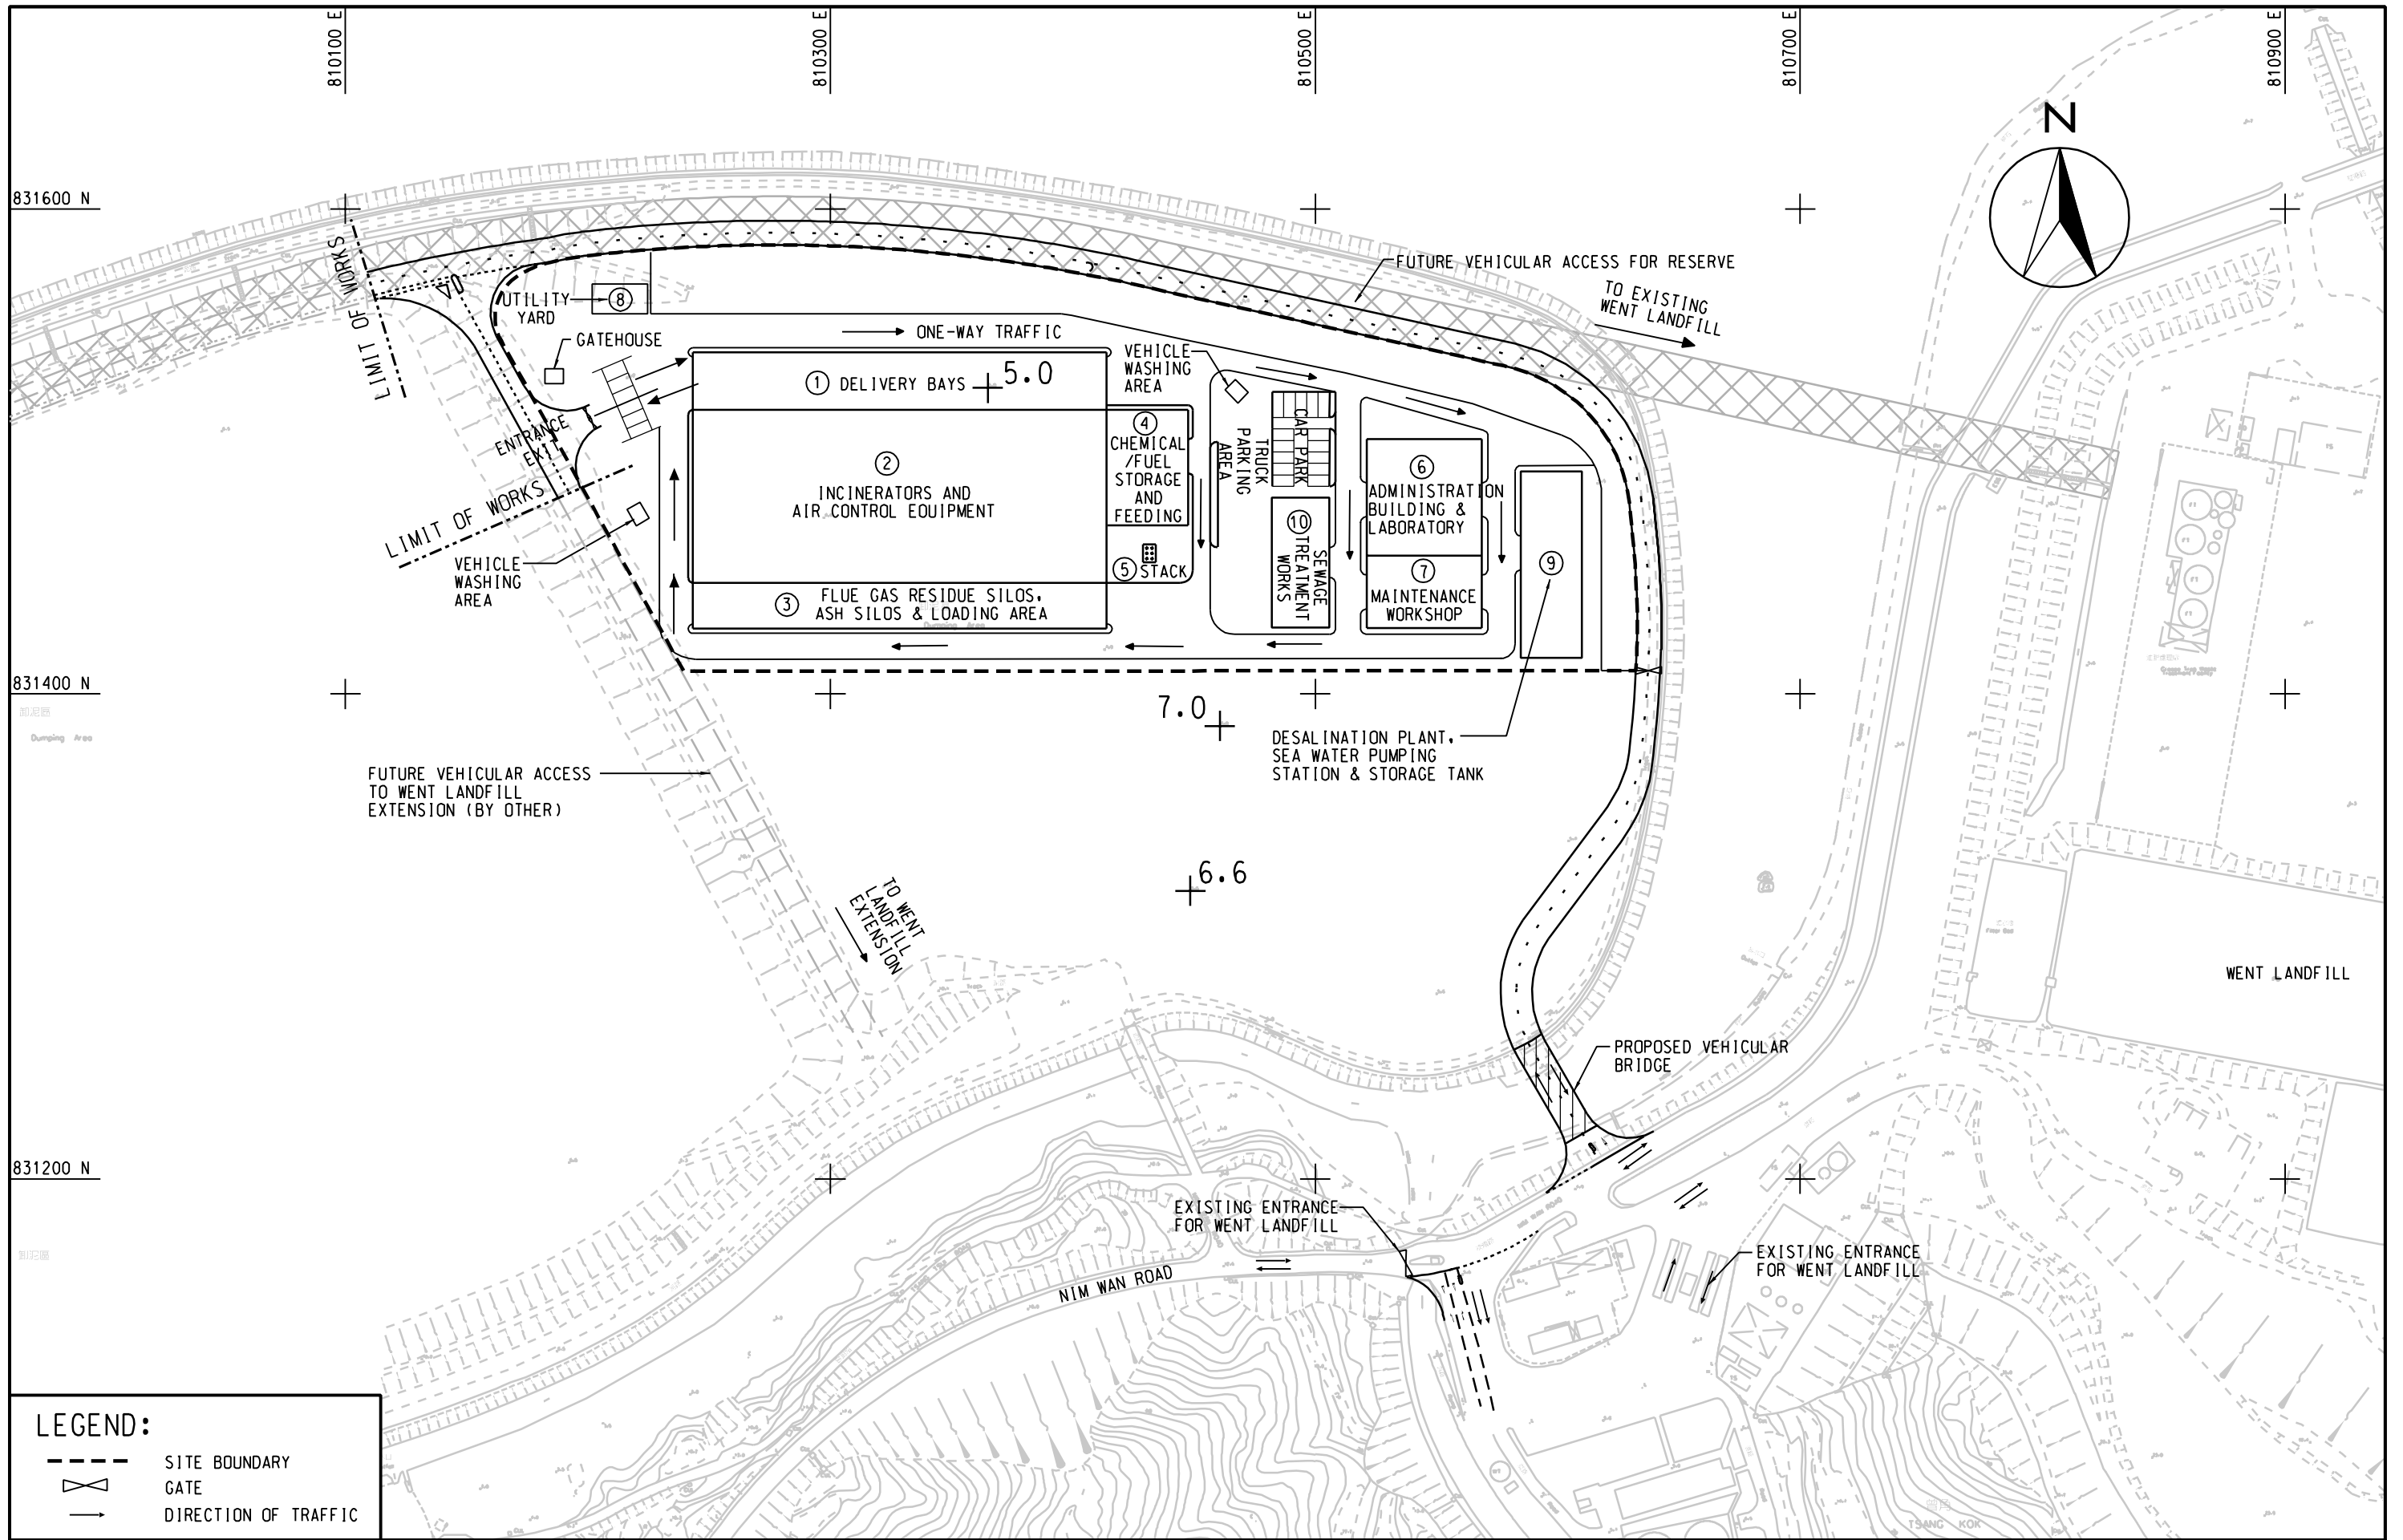 810100 E
810300 E
810500 E
810700 E
810900 E
N
831600 N
LIMIT OF WORKS
FUTURE VEHICULAR ACCESS FOR RESERVE
TO EXISTING
WENT LANDFILL
UTILITY
YARD
8
GATEHOUSE
ONE-WAY TRAFFIC
VEHICLE
WASHING
AREA
1 DELIVERY BAYS
5.0
ENTRANCE
EXIT
4
CHEMICAL
/FUEL
STORAGE
AND
FEEDING
TRUCK
PARKING
AREA
CAR PARK
2
INCINERATORS AND
AIR CONTROL EQUIPMENT
6
ADMINISTRATION
BUILDING &
LABORATORY
LIMIT OF WORKS
VEHICLE
WASHING
AREA
5 STACK
10
SEWAGE
TREATMENT
WORKS
9
7
MAINTENANCE
WORKSHOP
3
FLUE GAS RESIDUE SILOS,
ASH SILOS & LOADING AREA
Dumping Area
831400 N
Dumping Area
7.0
DESALINATION PLANT,
SEA WATER PUMPING
STATION & STORAGE TANK
FUTURE VEHICULAR ACCESS
TO WENT LANDFILL
EXTENSION (BY OTHER)
6.6
TO WENT
LANDFILL
EXTENSION
WENT LANDFILL
PROPOSED VEHICULAR
BRIDGE
831200 N
EXISTING ENTRANCE
FOR WENT LANDFILL
EXISTING ENTRANCE
FOR WENT LANDFILL
NIM WAN ROAD
LEGEND:
SITE BOUNDARY
GATE
DIRECTION OF TRAFFIC
TSANG KOK